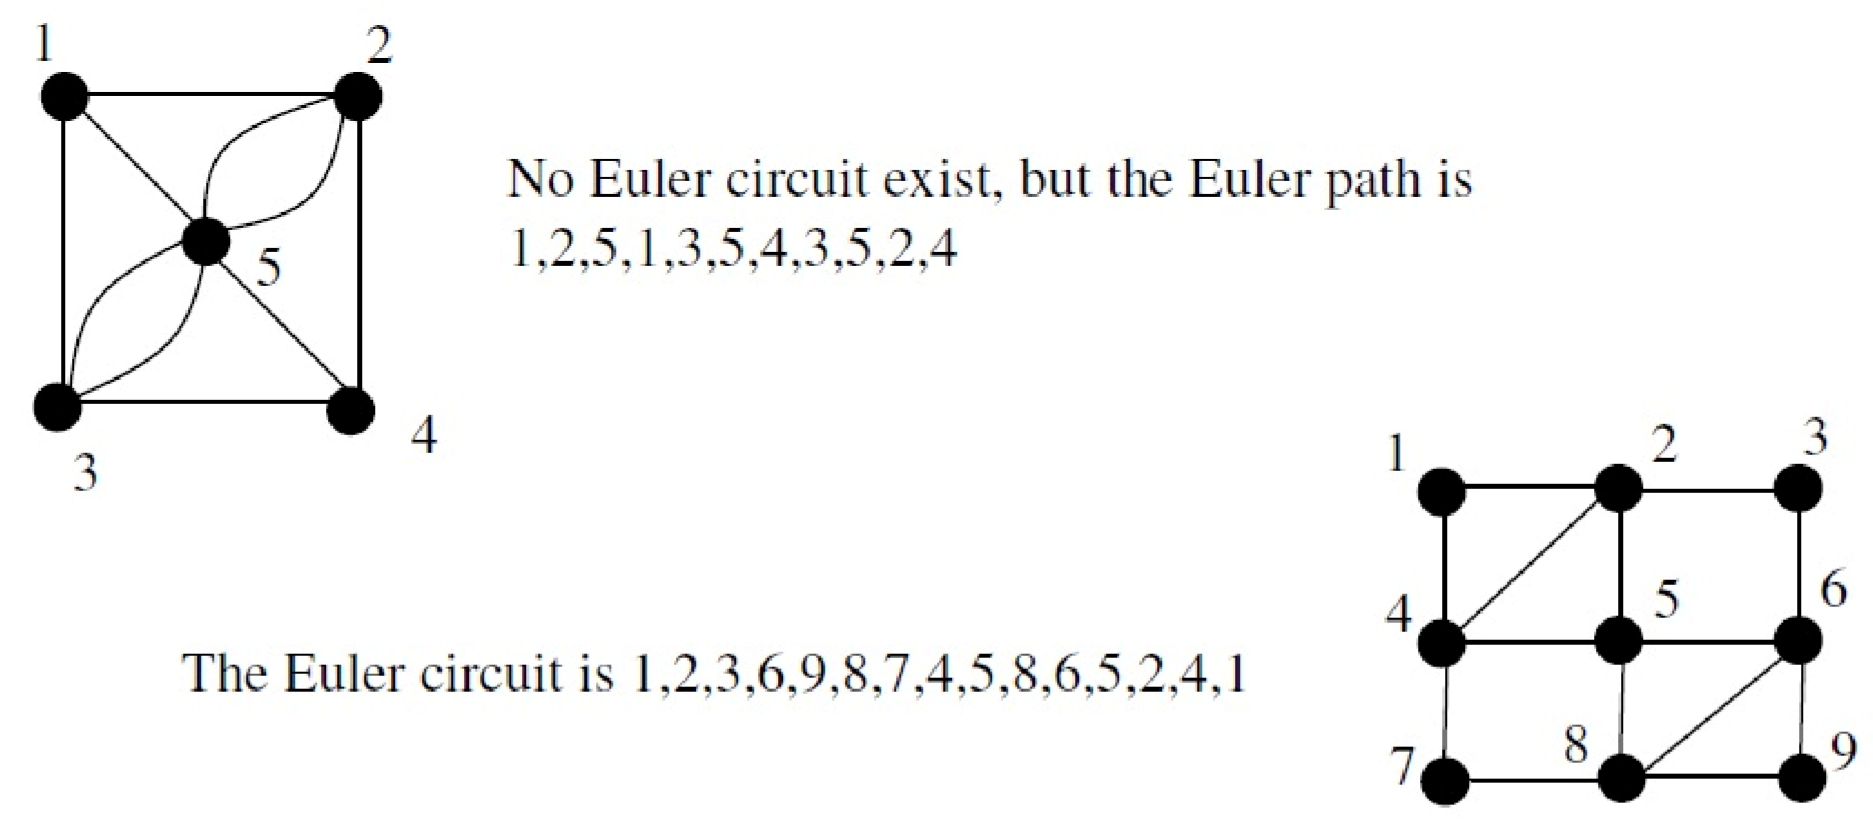 1 2
5
3 4
No Euler circuit exist, but the Euler path is
1,2,5,1,3,5,4,3,5,2,4
The Euler circuit is 1,2,3,6,9,8,7,4,5,8,6,5,2,4,1
1 2 3
4 5 6
7 8 9